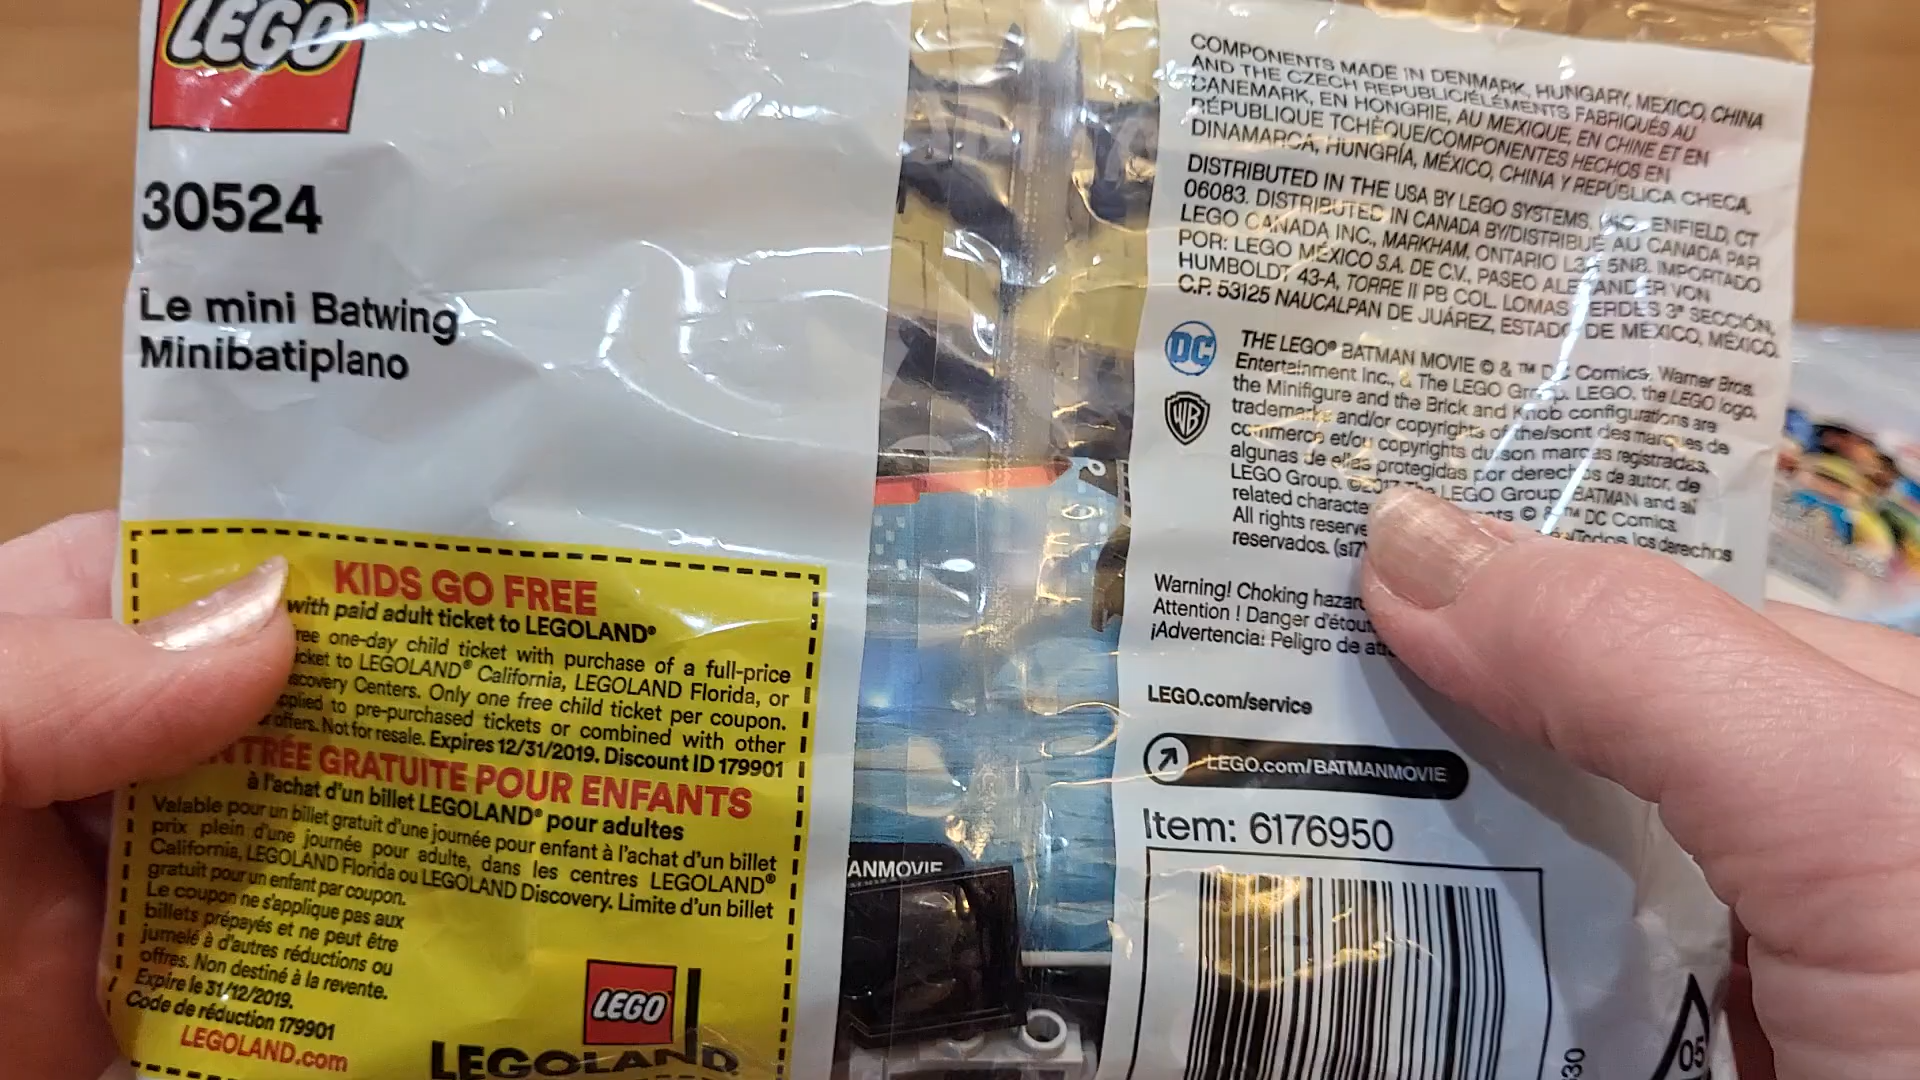 LEGO
30524
Le mini Batwing
Minibatiplano
KIDS GO FREE
with paid adult ticket to LEGOLAND®
one-day child ticket with purchase of a full-price
to LEGOLAND® California, LEGOLAND Florida, or
Centers. Only one free child ticket per coupon.
to pre-purchased tickets or combined with other
offers. Not for resale. Expires 12/31/2019. Discount ID 179901
GRATUITE POUR ENFANTS
à l'achat d'un billet LEGOLAND® pour adultes
Valable pour un billet gratuit d'une journée pour enfant à l'achat d'un billet
prix plein d'une journée pour adulte, dans les centres LEGOLAND®
California, LEGOLAND Florida ou LEGOLAND Discovery. Limite d'un billet
gratuit pour un enfant par coupon.
Le coupon ne s'applique pas aux
billets prépayés et ne peut être
jumelé à d'autres réductions ou
offres. Non destiné à la revente.
Expire le 31/12/2019.
Code de réduction 179901
LEGOLAND.com
LEGO
LEGOLAND
ANMOVIE
COMPONENTS MADE IN DENMARK, HUNGARY, MEXICO, CHINA
AND THE CZECH REPUBLIC/ÉLÉMENTS FABRIQUÉS AU
DANEMARK, EN HONGRIE, AU MEXIQUE, EN CHINE ET EN
RÉPUBLIQUE TCHÈQUE/COMPONENTES HECHOS EN
DINAMARCA, HUNGRÍA, MÉXICO, CHINA Y REPÚBLICA CHECA.
DISTRIBUTED IN THE USA BY LEGO SYSTEMS, INC., ENFIELD, CT
06083. DISTRIBUTED IN CANADA BY/DISTRIBUÉ AU CANADA PAR
LEGO CANADA INC., MARKHAM, ONTARIO 5N8. IMPORTADO
POR: LEGO MÉXICO S.A. DE C.V., PASEO ALEXANDER VON
HUMBOLDT 43-A, TORRE II PB COL. LOMAS VERDES 3ª SECCIÓN,
C.P. 53125 NAUCALPAN DE JUÁREZ, ESTADO DE MÉXICO, MÉXICO.
DC
THE LEGO® BATMAN MOVIE © & ™ DC Comics, Warner Bros.
Entertainment Inc., & The LEGO Group. LEGO, the LEGO logo,
the Minifigure and the Brick and Knob configurations are
trademarks and/or copyrights of the/sont des marques de
commerce et/ou copyrights du/son marcas registradas,
algunas de ellas protegidas por derechos de autor, de
LEGO Group. ©2017 The LEGO Group. BATMAN and all
related © & ™ DC Comics.
All rights los derechos
reservados. (s17)
WB
Warning! Choking
Attention ! Danger
¡Advertencia: Peligro de
LEGO.com/service
LEGO.com/BATMANMOVIE
Item: 6176950
05